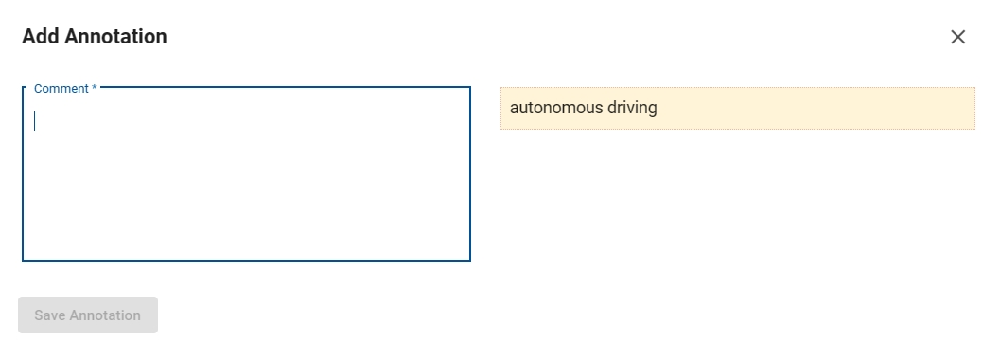 Add Annotation
Comment *
autonomous driving
Save Annotation